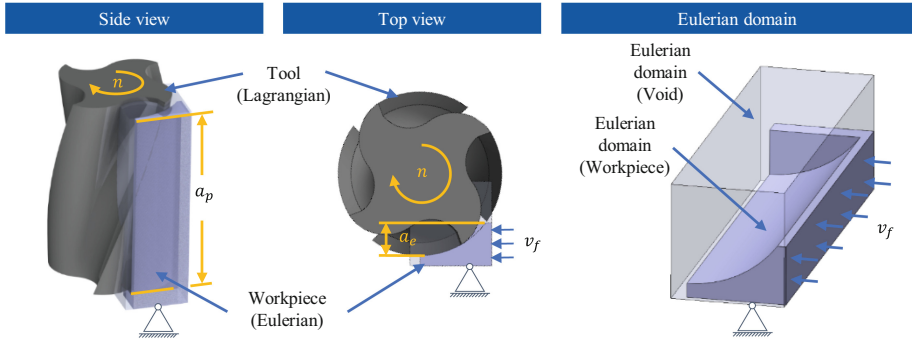 Side view
Top view
Eulerian domain
n
Tool
(Lagrangian)
a_p
Workpiece
(Eulerian)
n
a_e
v_f
Eulerian
domain
(Void)
Eulerian
domain
(Workpiece)
v_f